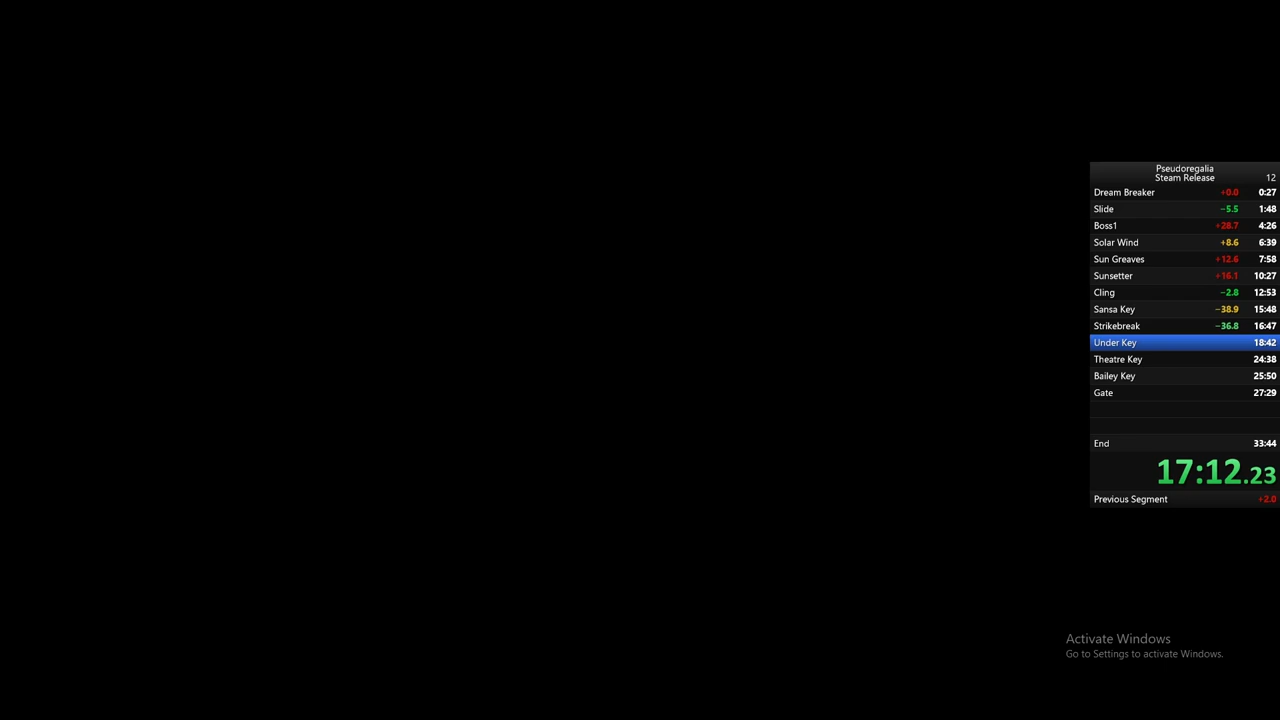 Pseudoregalia
Steam Release 12
Dream Breaker +0.0 0:27
Slide −5.5 1:48
Boss1 +28.7 4:26
Solar Wind +8.6 6:39
Sun Greaves +12.6 7:58
Sunsetter +16.1 10:27
Cling −2.8 12:53
Sansa Key −38.9 15:48
Strikebreak −36.8 16:47
Under Key 18:42
Theatre Key 24:38
Bailey Key 25:50
Gate 27:29
End 33:44
17:12.23
Previous Segment +2.0
Activate Windows
Go to Settings to activate Windows.